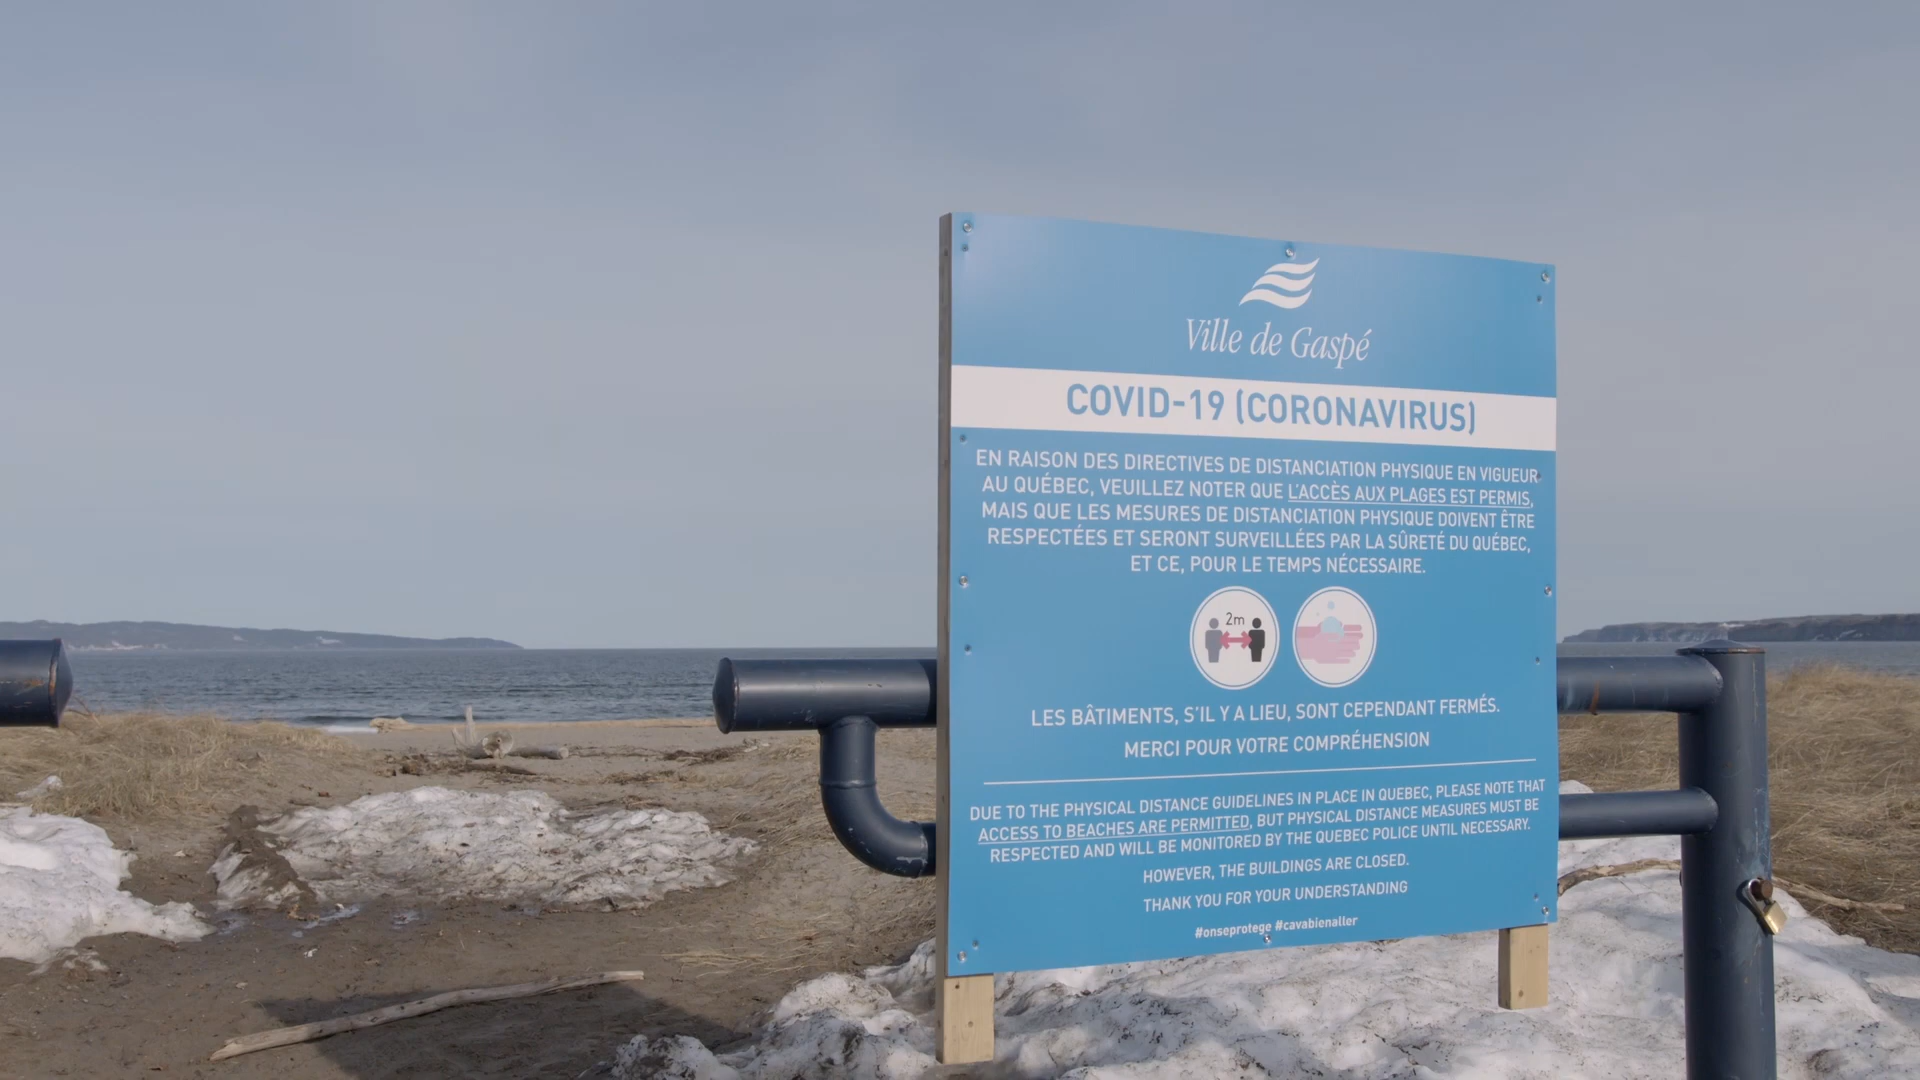 Ville de Gaspé
COVID-19 (CORONAVIRUS)
EN RAISON DES DIRECTIVES DE DISTANCIATION PHYSIQUE EN VIGUEUR
AU QUÉBEC, VEUILLEZ NOTER QUE L'ACCÈS AUX PLAGES EST PERMIS,
MAIS QUE LES MESURES DE DISTANCIATION PHYSIQUE DOIVENT ÊTRE
RESPECTÉES ET SERONT SURVEILLÉES PAR LA SÛRETÉ DU QUÉBEC,
ET CE, POUR LE TEMPS NÉCESSAIRE.
2m
LES BÂTIMENTS, S'IL Y A LIEU, SONT CEPENDANT FERMÉS.
MERCI POUR VOTRE COMPRÉHENSION
DUE TO THE PHYSICAL DISTANCE GUIDELINES IN PLACE IN QUEBEC, PLEASE NOTE THAT
ACCESS TO BEACHES ARE PERMITTED, BUT PHYSICAL DISTANCE MEASURES MUST BE
RESPECTED AND WILL BE MONITORED BY THE QUEBEC POLICE UNTIL NECESSARY.
HOWEVER, THE BUILDINGS ARE CLOSED.
THANK YOU FOR YOUR UNDERSTANDING
#onseprotege #cavabienaller